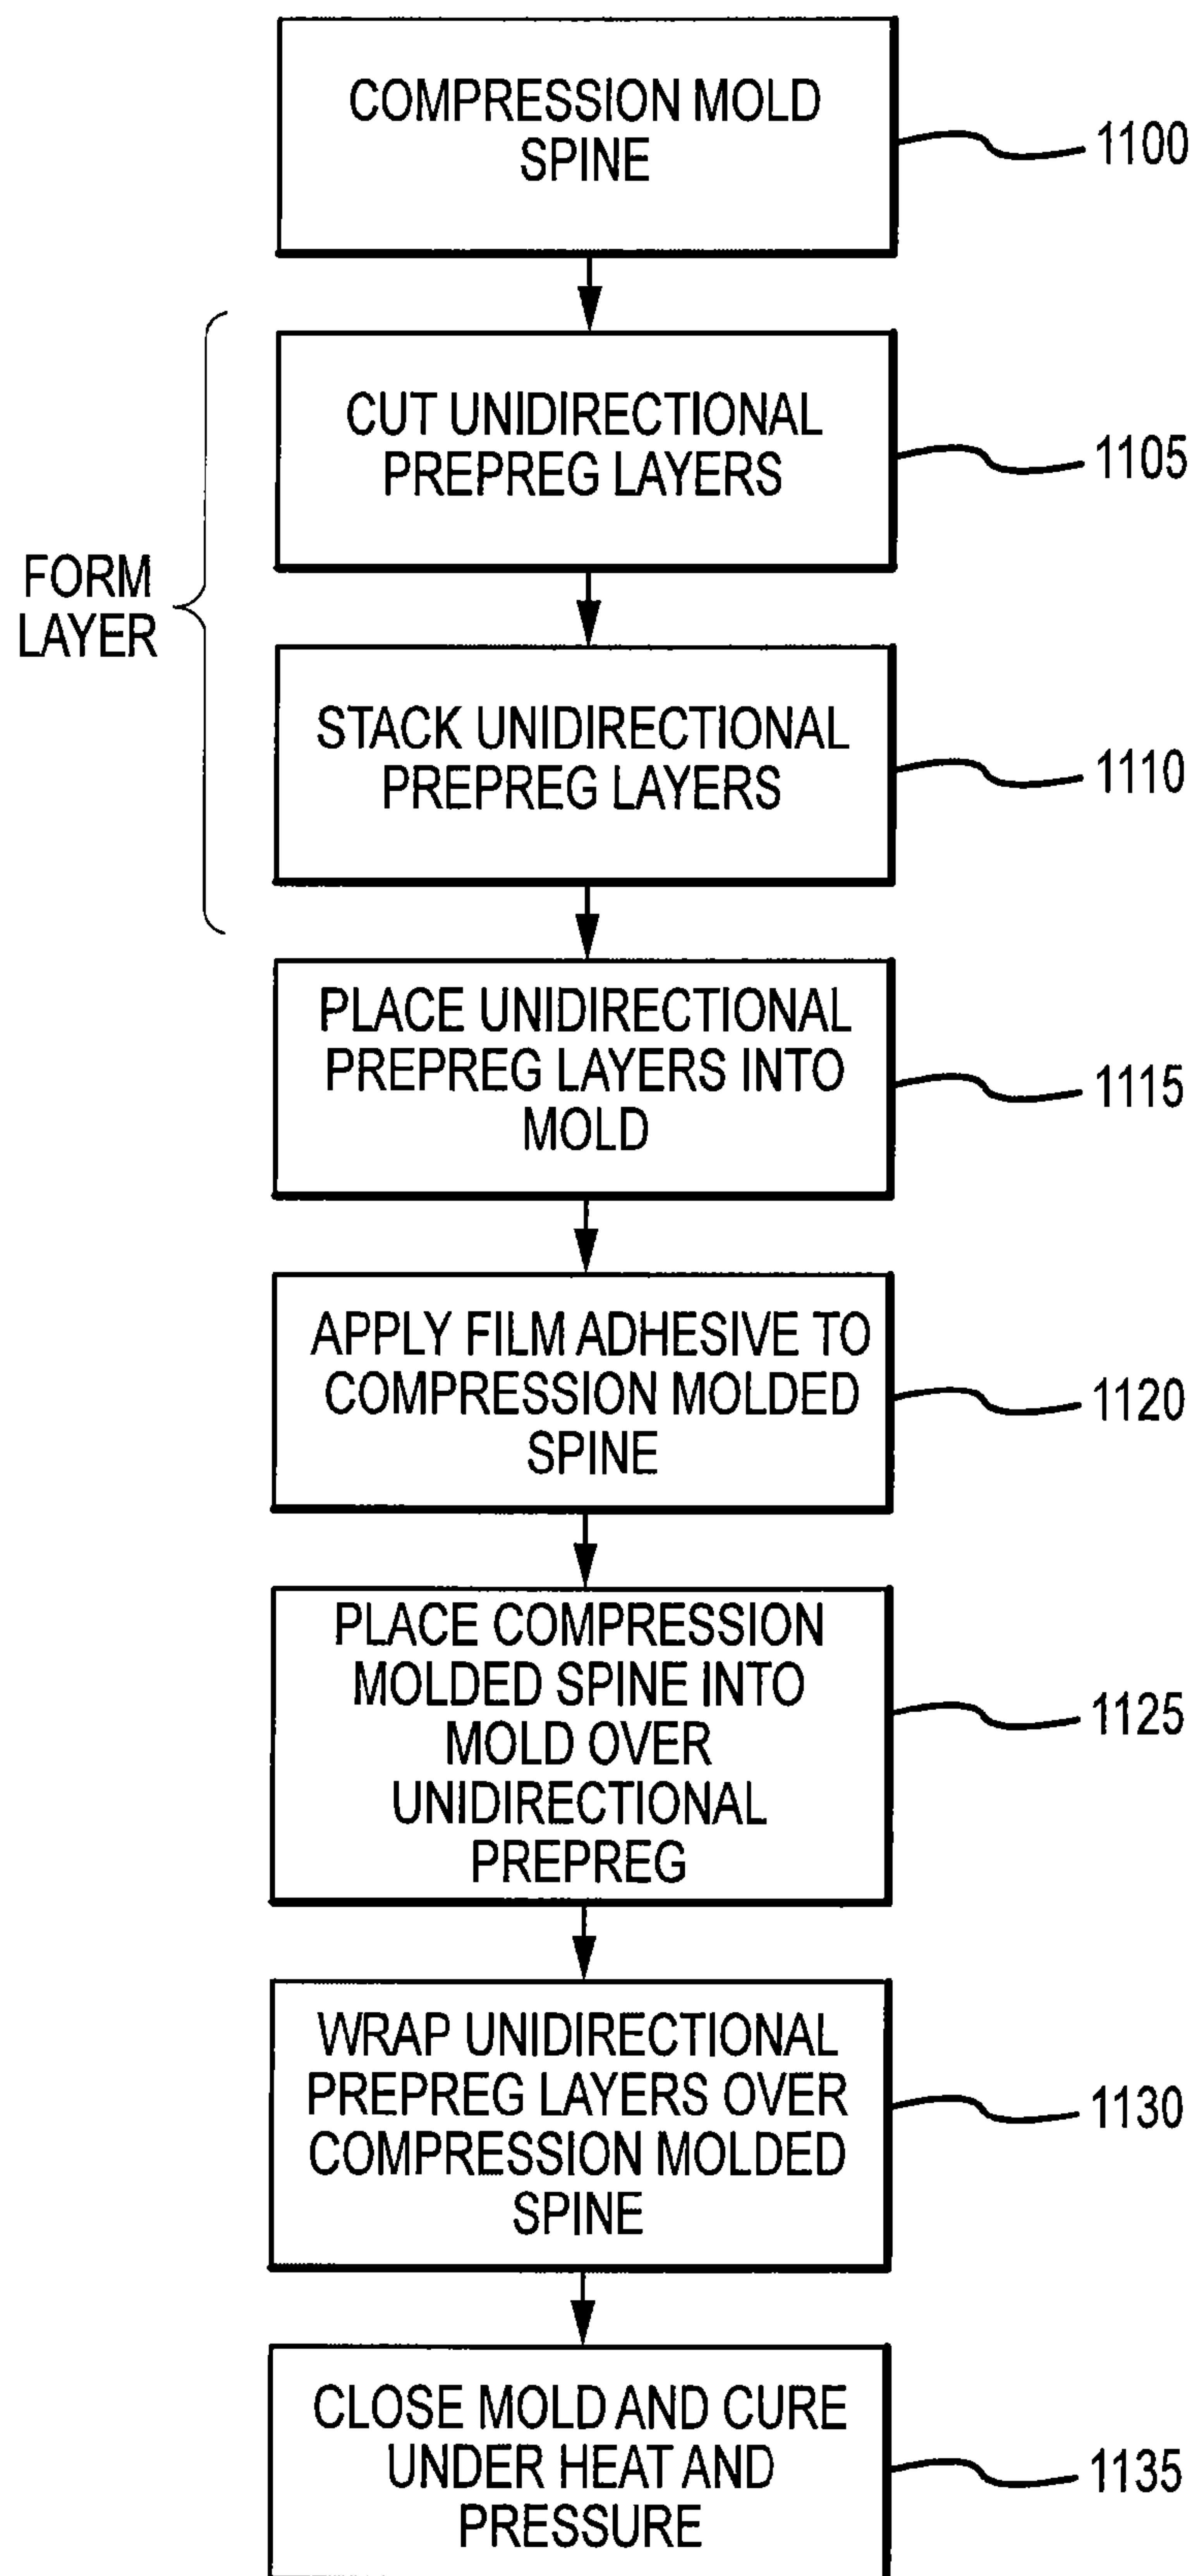 COMPRESSION MOLD
SPINE
1100
CUT UNIDIRECTIONAL
PREPREG LAYERS
1105
FORM
LAYER
STACK UNIDIRECTIONAL
PREPREG LAYERS
1110
PLACE UNIDIRECTIONAL
PREPREG LAYERS INTO
MOLD
1115
APPLY FILM ADHESIVE TO
COMPRESSION MOLDED
SPINE
1120
PLACE COMPRESSION
MOLDED SPINE INTO
MOLD OVER
UNIDIRECTIONAL
PREPREG
1125
WRAP UNIDIRECTIONAL
PREPREG LAYERS OVER
COMPRESSION MOLDED
SPINE
1130
CLOSE MOLD AND CURE
UNDER HEAT AND
PRESSURE
1135